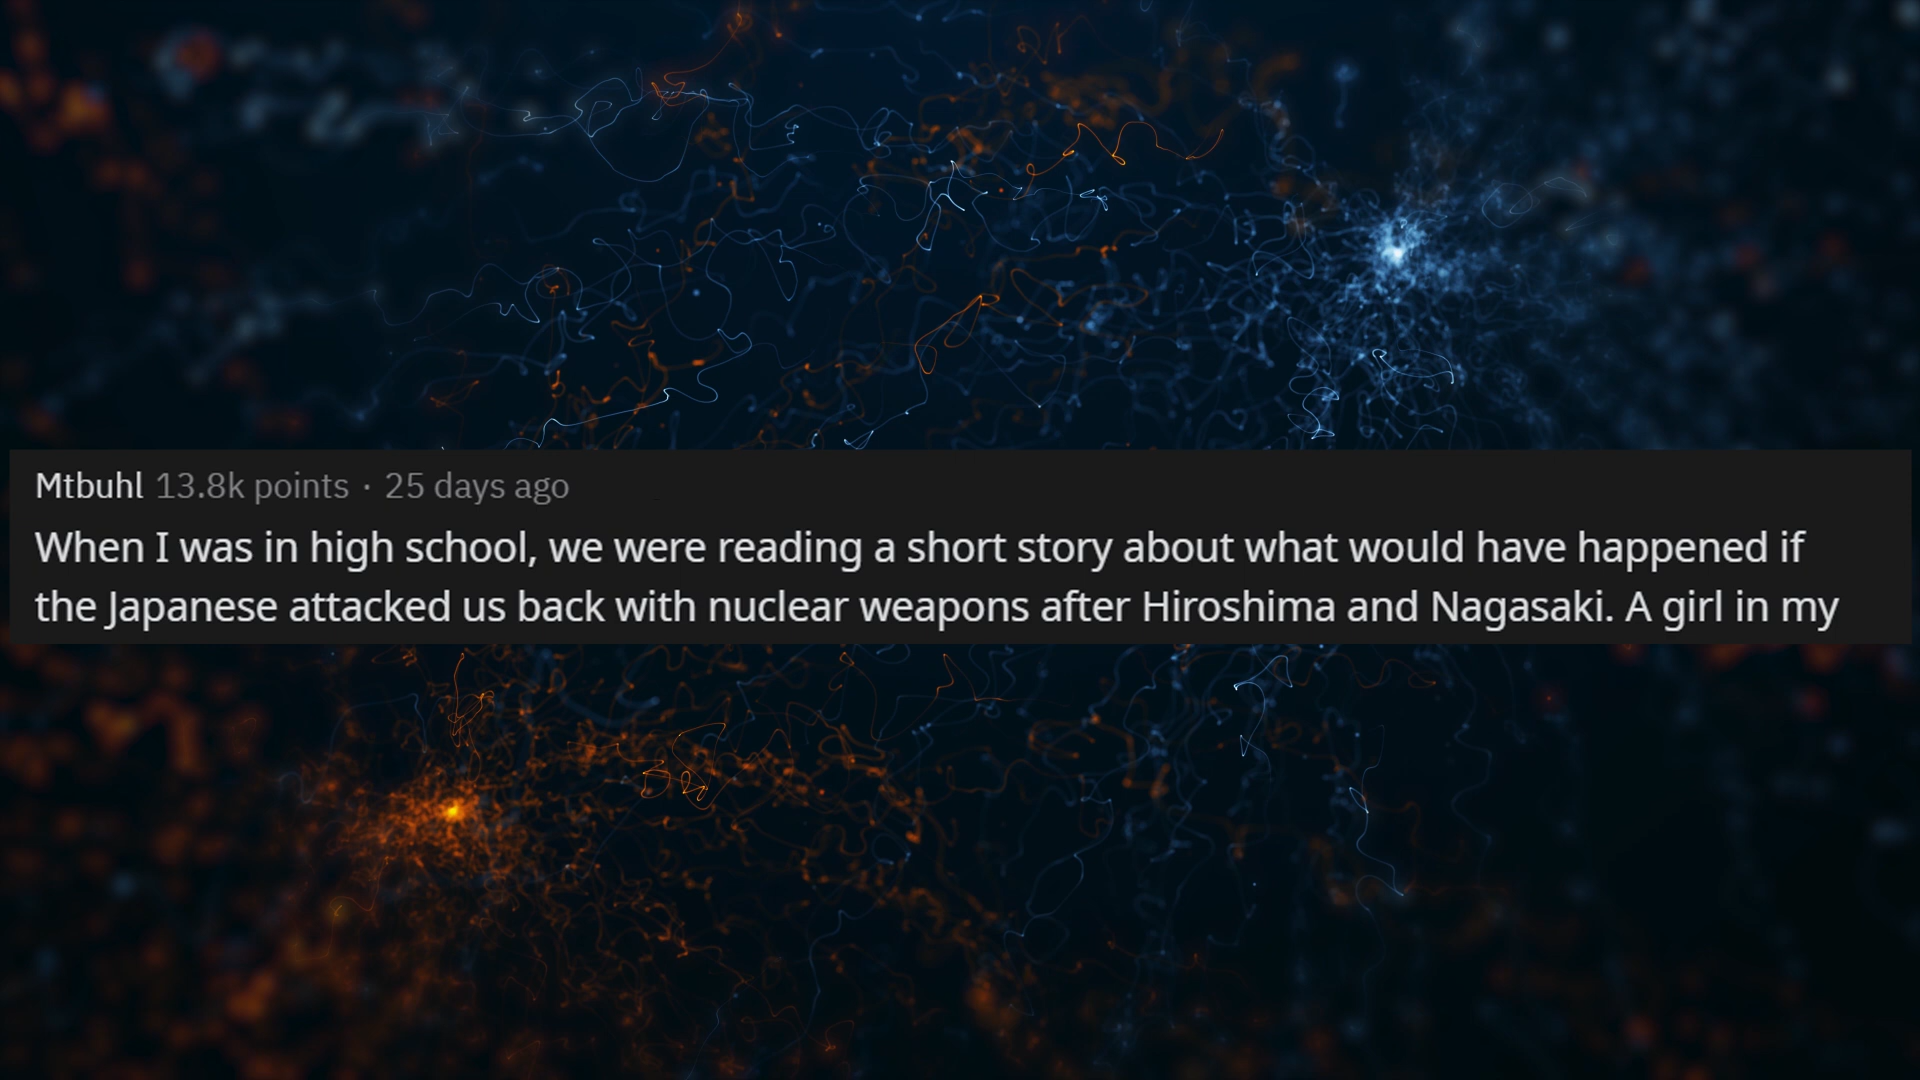 Mtbuhl 13.8k points · 25 days ago
When I was in high school, we were reading a short story about what would have happened if
the Japanese attacked us back with nuclear weapons after Hiroshima and Nagasaki. A girl in my